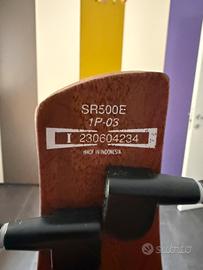 SR500E
1P-03
I 230604234
MADE IN INDONESIA
subito